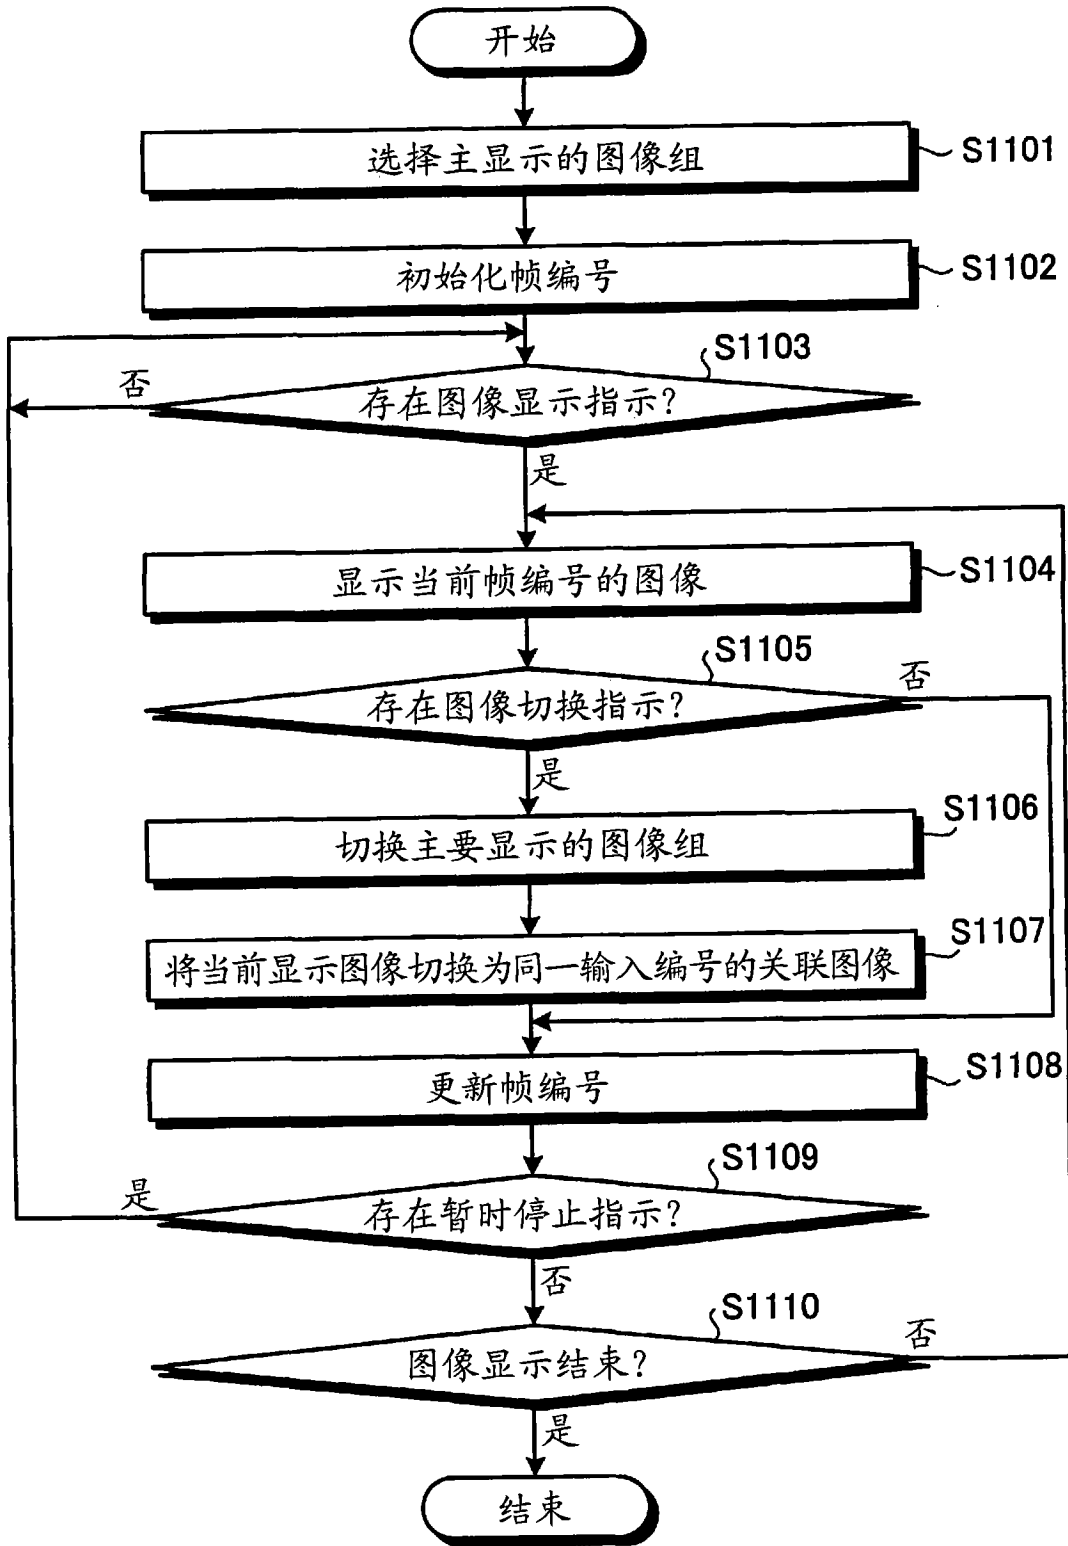 开始
选择主显示的图像组
S1101
初始化帧编号
S1102
S1103
否
存在图像显示指示?
是
显示当前帧编号的图像
S1104
S1105
否
存在图像切换指示?
是
切换主要显示的图像组
S1106
将当前显示图像切换为同一输入编号的关联图像
S1107
更新帧编号
S1108
S1109
是
存在暂时停止指示?
否
S1110
否
图像显示结束?
是
结束